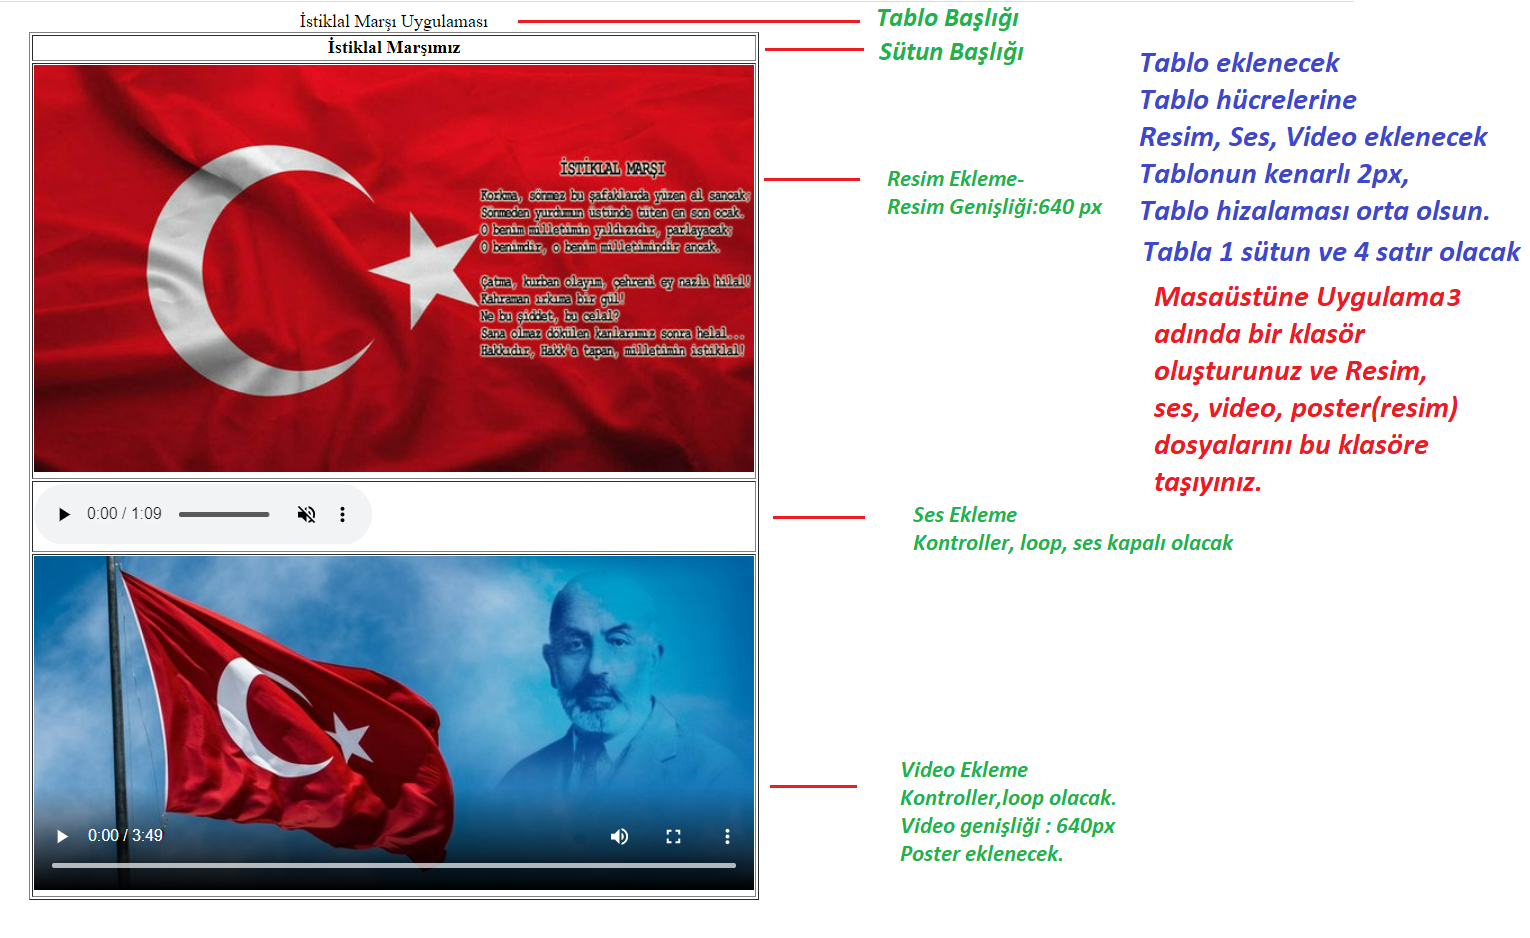 İstiklal Marşı Uygulaması
Tablo Başlığı
İstiklal Marşımız
Sütun Başlığı
Tablo eklenecek
Tablo hücrelerine
Resim, Ses, Video eklenecek
Tablonun kenarlı 2px,
Tablo hizalaması orta olsun.
Tabla 1 sütun ve 4 satır olacak
Masaüstüne Uygulama3
adında bir klasör
oluşturunuz ve Resim,
ses, video, poster(resim)
dosyalarını bu klasöre
taşıyınız.
İSTİKLAL MARŞI
Korkma, sönmez bu şafaklarda yüzen al sancak;
Sönmeden yurdumun üstünde tüten en son ocak.
O benim milletimin yıldızıdır, parlayacak;
O benimdir, o benim milletimindir ancak.
Çatma, kurban olayım, çehreni ey nazlı hilal!
Kahraman ırkıma bir gül!
Ne bu şiddet, bu celal?
Sana olmaz dökülen kanlarımız sonra helal...
Hakkıdır, Hakk'a tapan, milletimin istiklal!
Resim Ekleme-
Resim Genişliği:640 px
0:00 / 1:09
Ses Ekleme
Kontroller, loop, ses kapalı olacak
0:00 / 3:49
Video Ekleme
Kontroller,loop olacak.
Video genişliği : 640px
Poster eklenecek.